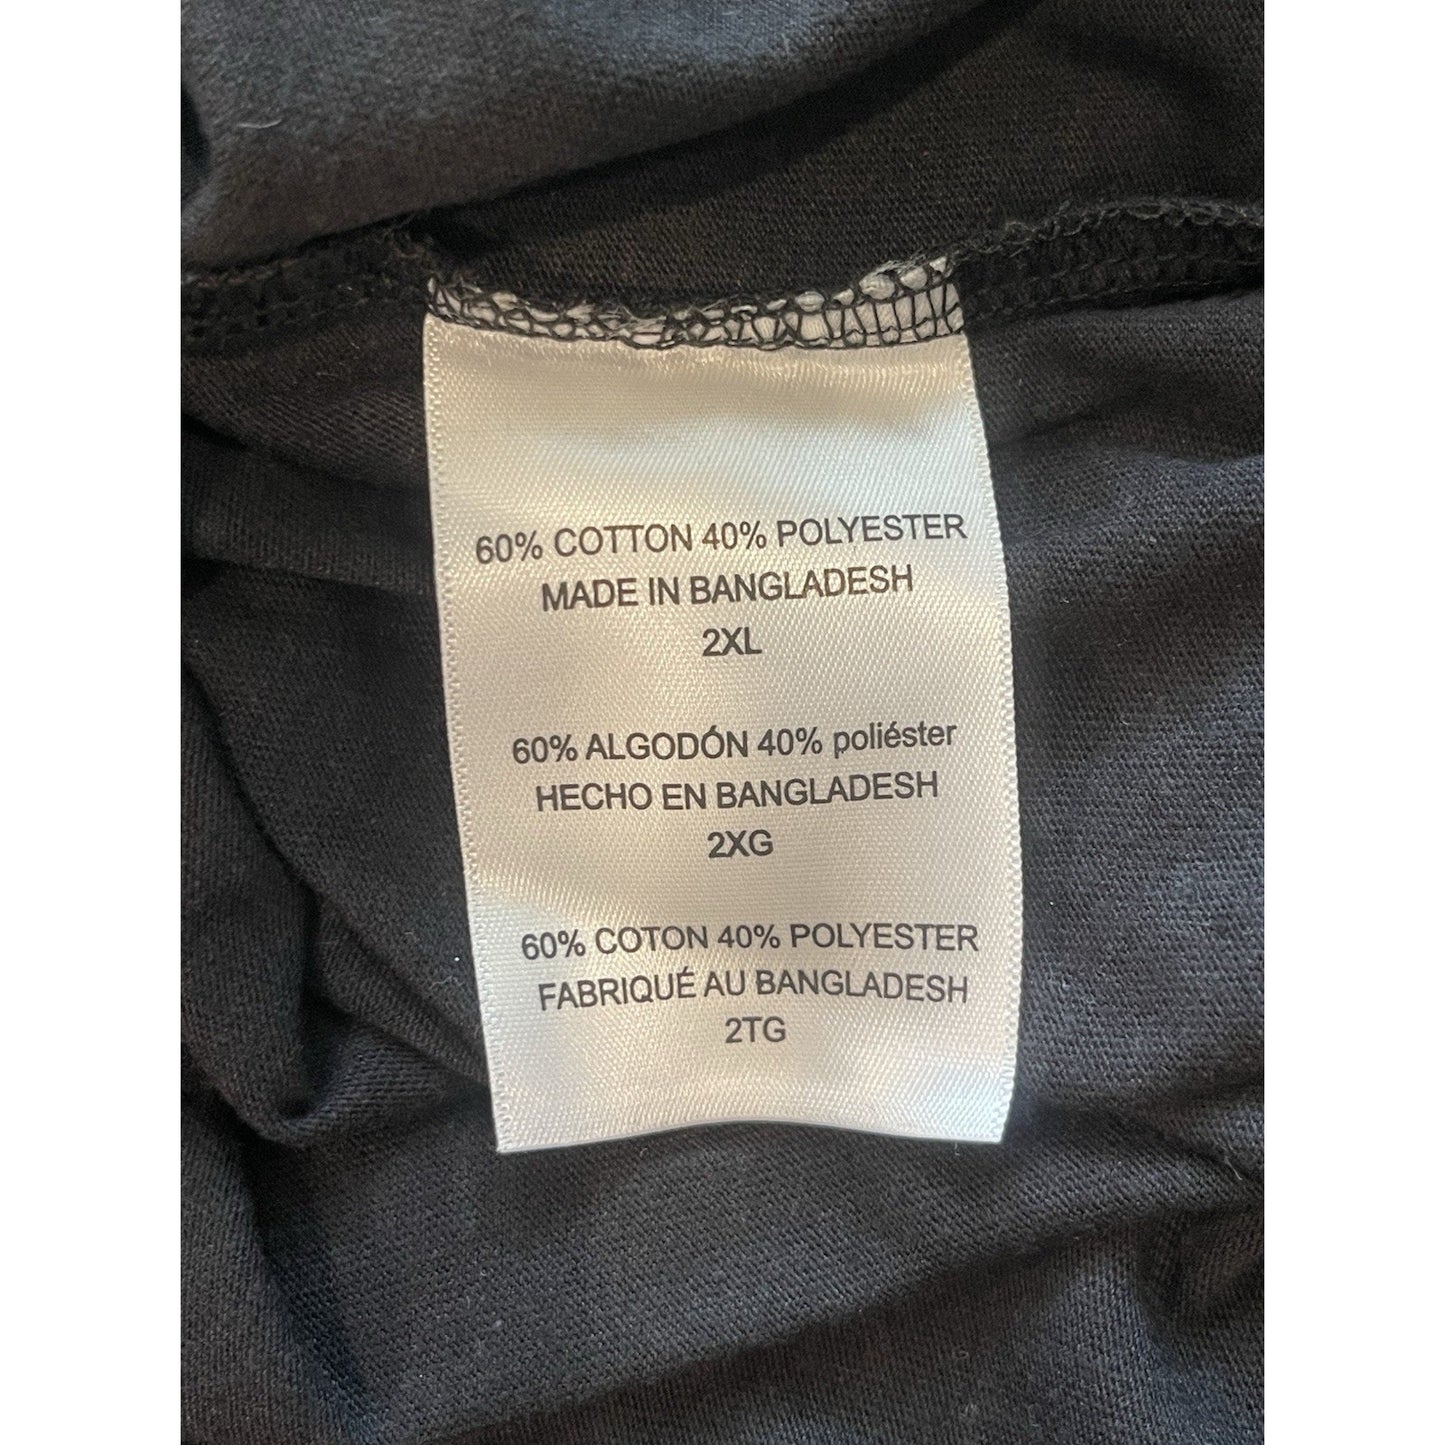 60% COTTON 40% POLYESTER
MADE IN BANGLADESH
2XL
60% ALGODÓN 40% poliéster
HECHO EN BANGLADESH
2XG
60% COTON 40% POLYESTER
FABRIQUÉ AU BANGLADESH
2TG